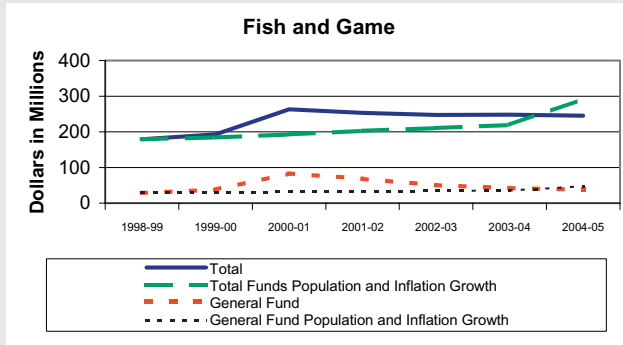 Fish and Game
Dollars in Millions
400
300
200
100
0
1998-99 1999-00 2000-01 2001-02 2002-03 2003-04 2004-05
Total
Total Funds Population and Inflation Growth
General Fund
General Fund Population and Inflation Growth